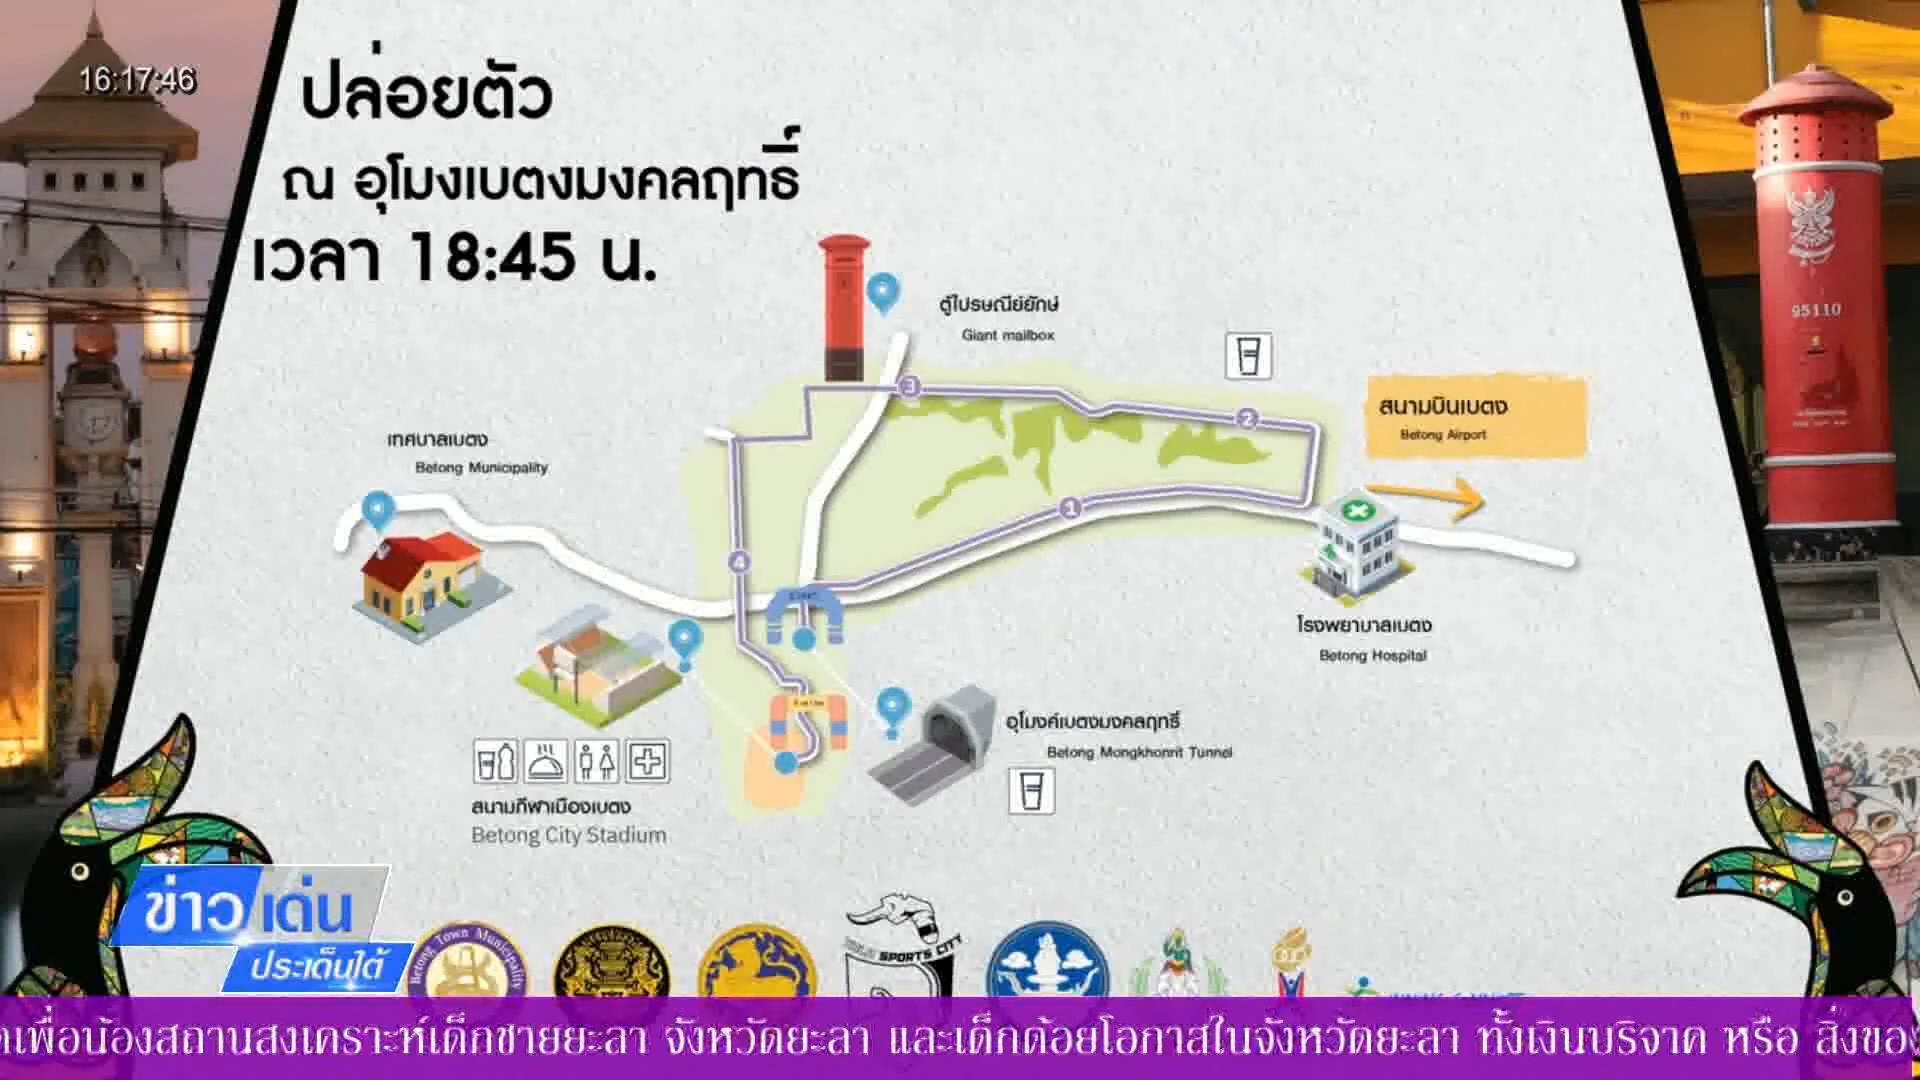 16:17:46
ปล่อยตัว
ณ อุโมงเบตงมงคลฤทธิ์
เวลา 18:45 น.
ตู้ไปรษณีย์ยักษ์
Giant mailbox
95110
สนามบินเบตง
Betong Airport
เทศบาลเบตง
Betong Municipality
3
2
1
4
โรงพยาบาลเบตง
Betong Hospital
อุโมงค์เบตงมงคลฤทธิ์
Betong Mongkhonrit Tunnel
สนามกีฬาเมืองเบตง
Betong City Stadium
ข่าวเด่น
ประเด็นใต้
Betong Town Municipality
SPORTS CITY
เพื่อน้องสถานสงเคราะห์เด็กชายยะลา จังหวัดยะลา และเด็กด้อยโอกาสในจังหวัดยะลา ทั้งเงินบริจาค หรือ สิ่งของ